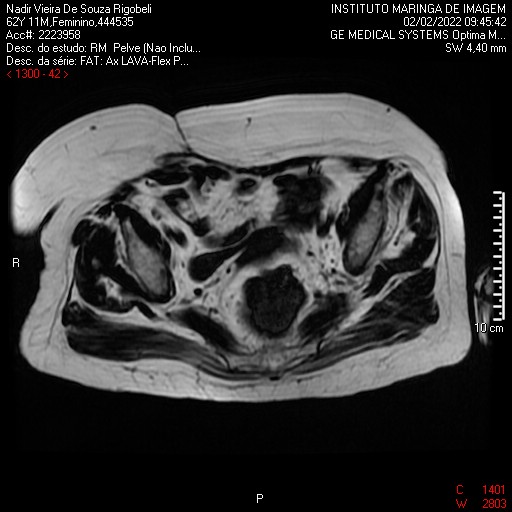 Nadir Vieira De Souza Rigobeli
62Y 11M,Feminino,444535
Acc#: 2223958
Desc. do estudo: RM Pelve (Nao Inclu...
Desc. da série: FAT: Ax LAVA-Flex P...
< 1300 - 42 >
INSTITUTO MARINGA DE IMAGEM
02/02/2022 09:45:42
GE MEDICAL SYSTEMS Optima M...
SW 4,40 mm
R
10 cm
P
C 1401
W 2803